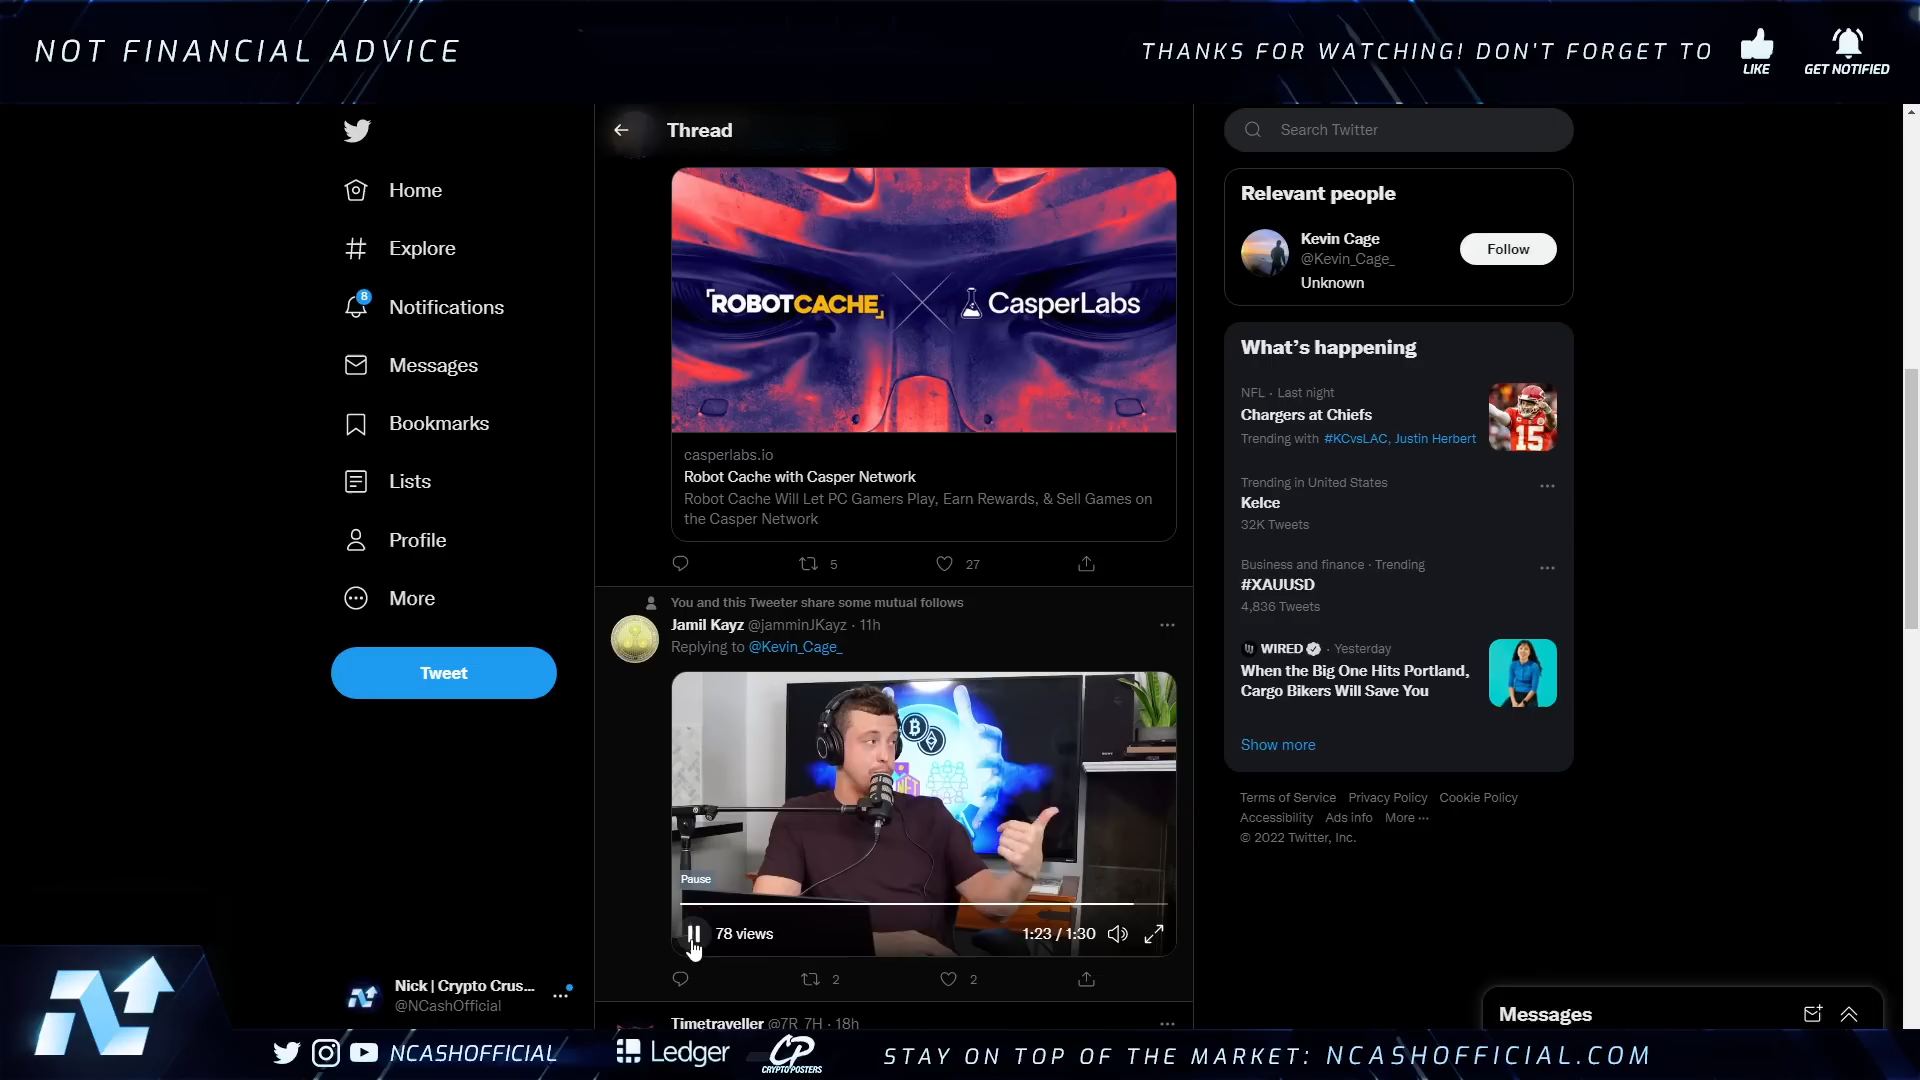 NOT FINANCIAL ADVICE
THANKS FOR WATCHING! DON'T FORGET TO
LIKE
GET NOTIFIED
Home
Explore
8
Notifications
Messages
Bookmarks
Lists
Profile
More
Tweet
Nick | Crypto Crus...
@NCashOfficial
Thread
ROBOTCACHE
CasperLabs
casperlabs.io
Robot Cache with Casper Network
Robot Cache Will Let PC Gamers Play, Earn Rewards, & Sell Games on
the Casper Network
5
27
You and this Tweeter share some mutual follows
Jamil Kayz @jamminJKayz · 11h
Replying to @Kevin_Cage_
Pause
78 views
1:23 / 1:30
2
2
Timetraveller @7R_7H · 18h
Search Twitter
Relevant people
Kevin Cage
@Kevin_Cage_
Follow
Unknown
What's happening
NFL · Last night
Chargers at Chiefs
Trending with #KCvsLAC, Justin Herbert
15
Trending in United States
Kelce
32K Tweets
Business and finance · Trending
#XAUUSD
4,836 Tweets
WIRED · Yesterday
When the Big One Hits Portland,
Cargo Bikers Will Save You
Show more
Terms of Service Privacy Policy Cookie Policy
Accessibility Ads info More ···
© 2022 Twitter, Inc.
Messages
NCASHOFFICIAL
Ledger
CP
CRYPTO POSTERS
STAY ON TOP OF THE MARKET: NCASHOFFICIAL.COM